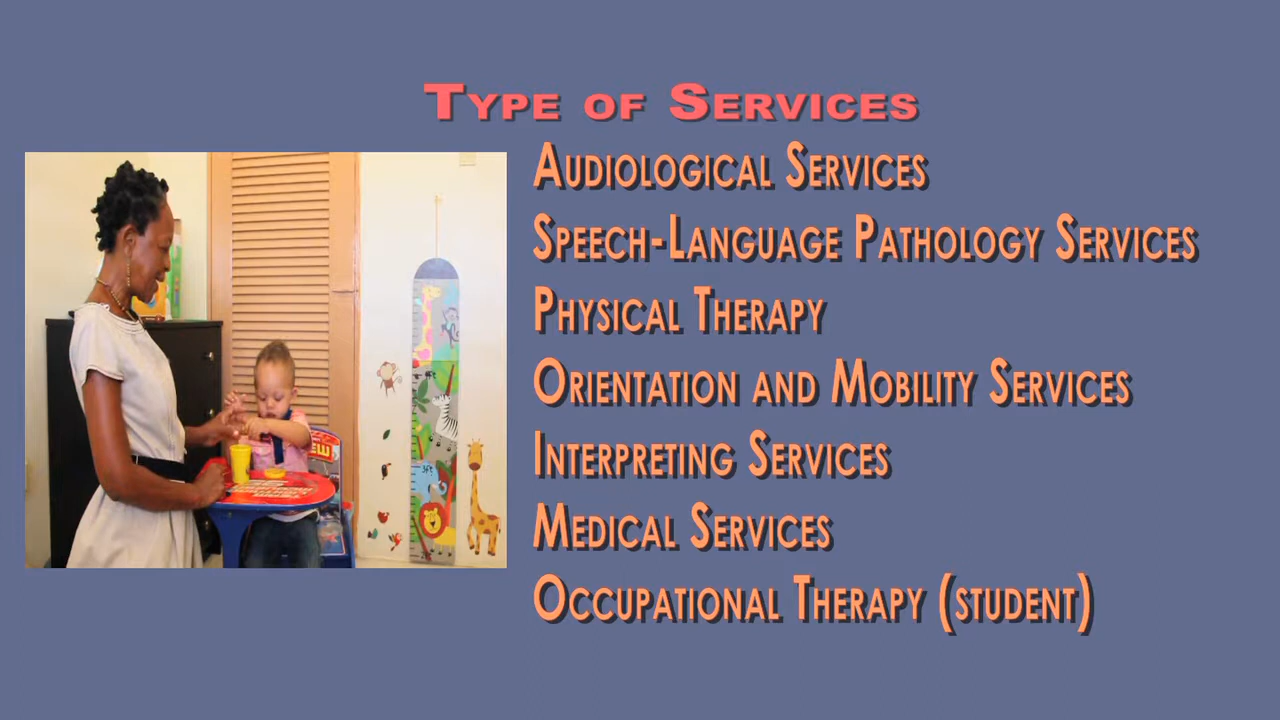 Type of Services
Audiological Services
Speech-Language Pathology Services
Physical Therapy
Orientation and Mobility Services
Interpreting Services
Medical Services
Occupational Therapy (student)